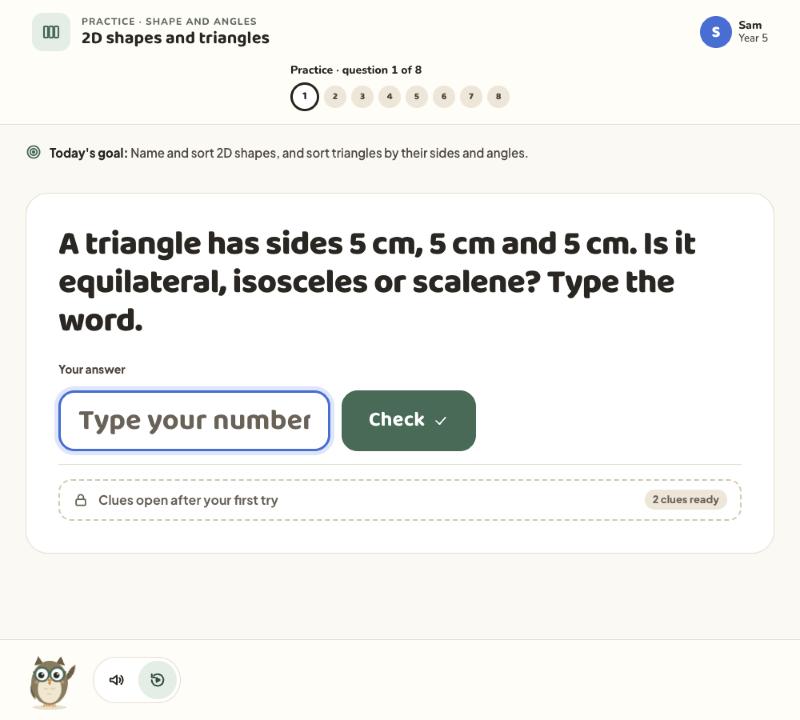 PRACTICE · SHAPE AND ANGLES
2D shapes and triangles
S
Sam
Year 5
Practice · question 1 of 8
1 2 3 4 5 6 7 8
Today's goal: Name and sort 2D shapes, and sort triangles by their sides and angles.
A triangle has sides 5 cm, 5 cm and 5 cm. Is it
equilateral, isosceles or scalene? Type the
word.
Your answer
Type your number
Check
Clues open after your first try
2 clues ready